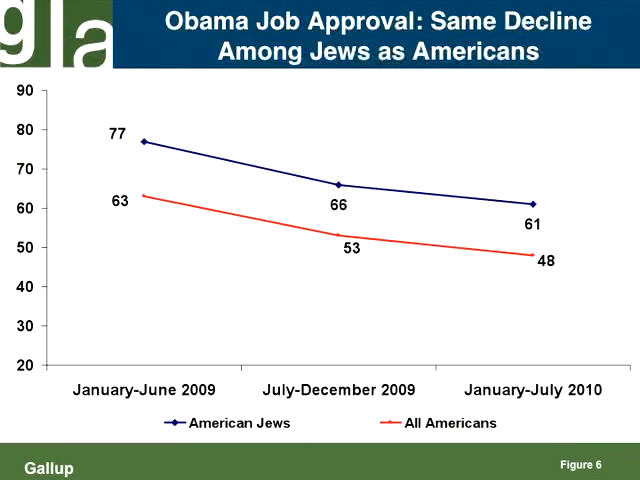 gla
Obama Job Approval: Same Decline
Among Jews as Americans
90
80
70
60
50
40
30
20
77
66
61
63
53
48
January-June 2009
July-December 2009
January-July 2010
American Jews
All Americans
Gallup
Figure 6